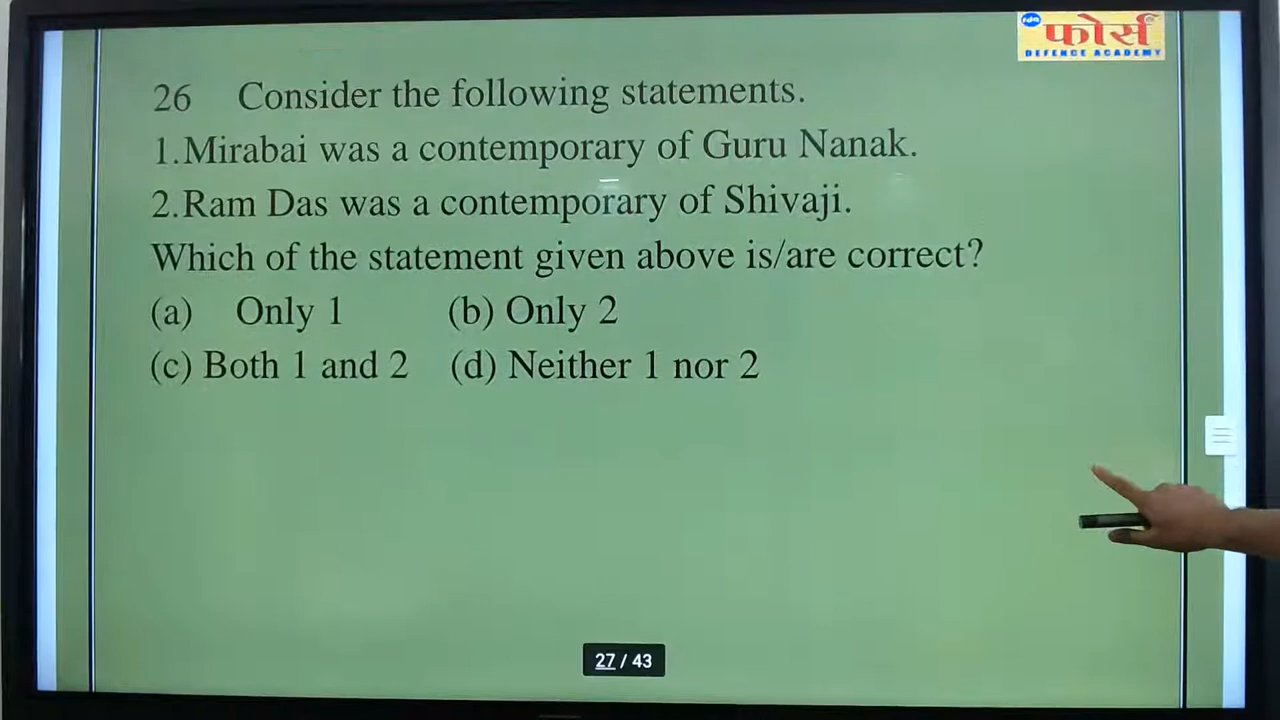 fda
फोर्स
DEFENCE ACADEMY
26 Consider the following statements.
1.Mirabai was a contemporary of Guru Nanak.
2.Ram Das was a contemporary of Shivaji.
Which of the statement given above is/are correct?
(a) Only 1 (b) Only 2
(c) Both 1 and 2 (d) Neither 1 nor 2
27 / 43